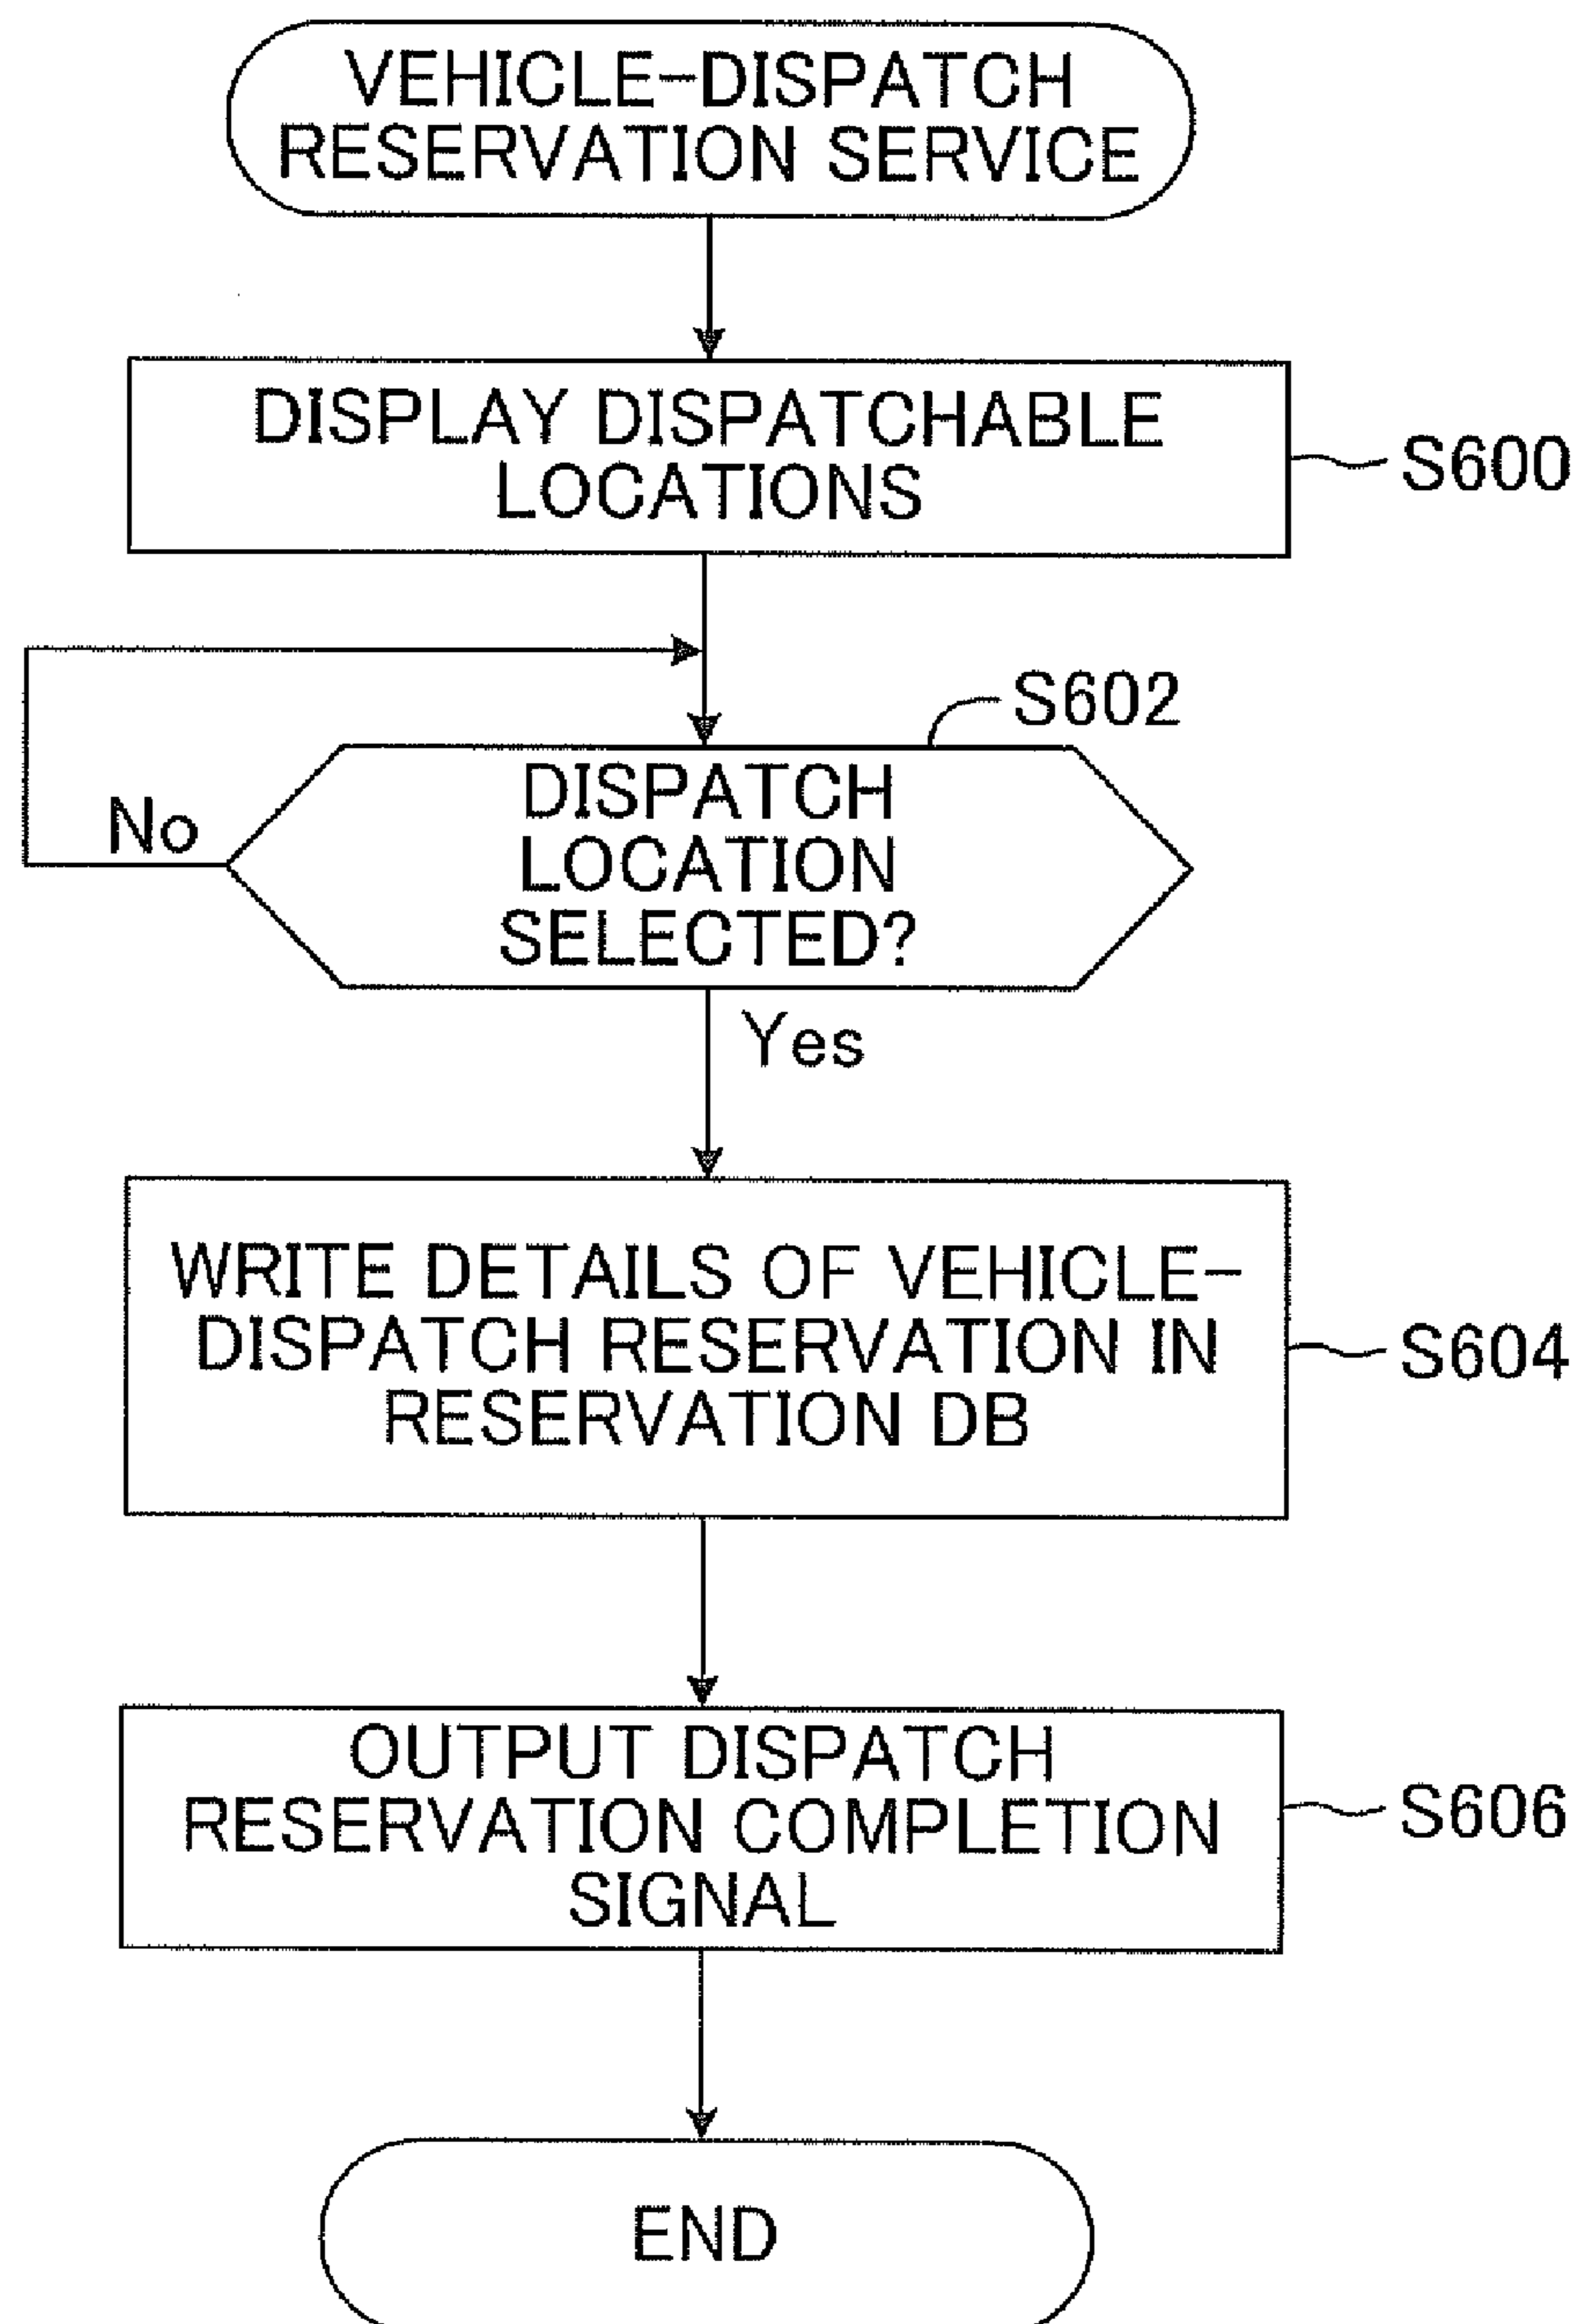 VEHICLE-DISPATCH
RESERVATION SERVICE
DISPLAY DISPATCHABLE
LOCATIONS
S600
S602
DISPATCH
LOCATION
SELECTED?
No
Yes
WRITE DETAILS OF VEHICLE-
DISPATCH RESERVATION IN
RESERVATION DB
S604
OUTPUT DISPATCH
RESERVATION COMPLETION
SIGNAL
S606
END